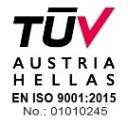 TÜV
AUSTRIA
HELLAS
EN ISO 9001:2015
No.: 01010245